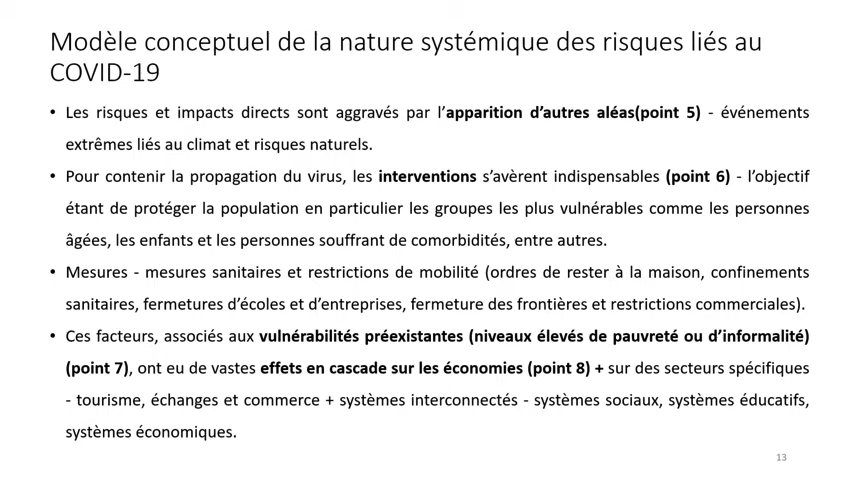 Modèle conceptuel de la nature systémique des risques liés au
COVID-19
• Les risques et impacts directs sont aggravés par l'apparition d'autres aléas(point 5) - événements
extrêmes liés au climat et risques naturels.
• Pour contenir la propagation du virus, les interventions s'avèrent indispensables (point 6) - l'objectif
étant de protéger la population en particulier les groupes les plus vulnérables comme les personnes
âgées, les enfants et les personnes souffrant de comorbidités, entre autres.
• Mesures - mesures sanitaires et restrictions de mobilité (ordres de rester à la maison, confinements
sanitaires, fermetures d'écoles et d'entreprises, fermeture des frontières et restrictions commerciales).
• Ces facteurs, associés aux vulnérabilités préexistantes (niveaux élevés de pauvreté ou d'informalité)
(point 7), ont eu de vastes effets en cascade sur les économies (point 8) + sur des secteurs spécifiques
- tourisme, échanges et commerce + systèmes interconnectés - systèmes sociaux, systèmes éducatifs,
systèmes économiques.
13